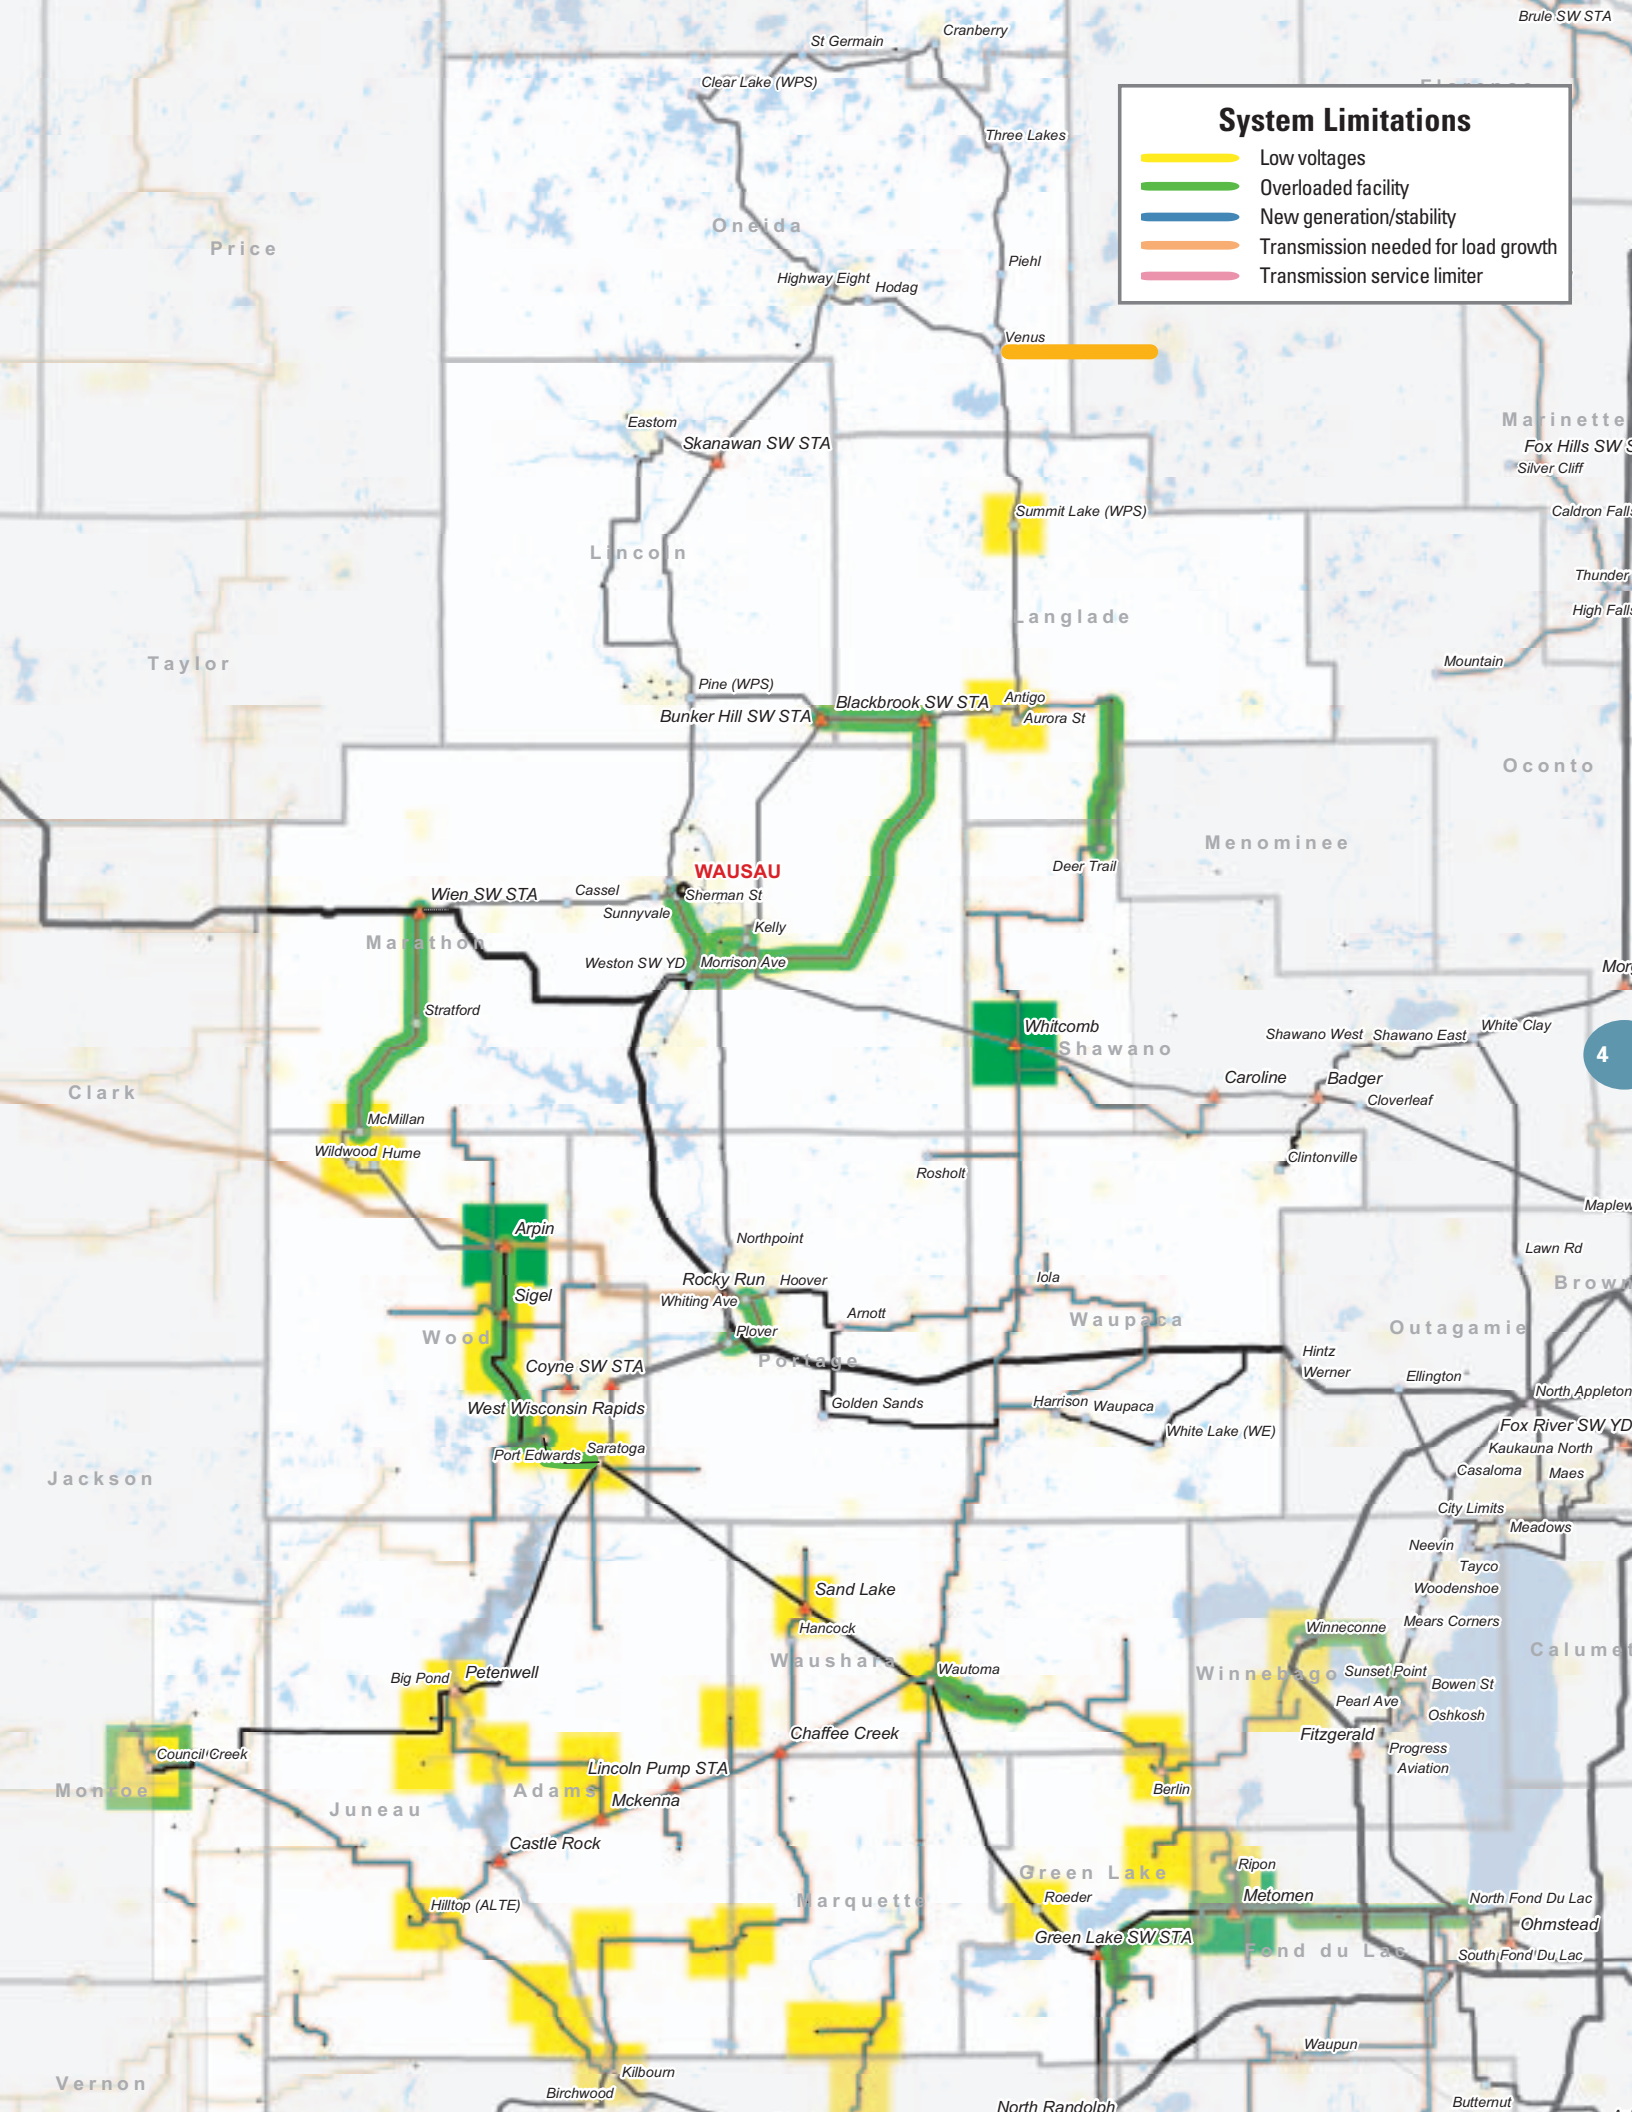 Brule SW STA
Cranberry
St Germain
Clear Lake (WPS)
System Limitations
Low voltages
Overloaded facility
New generation/stability
Transmission needed for load growth
Transmission service limiter
Three Lakes
Oneida
Price
Piehl
Highway Eight
Hodag
Venus
Marinette
Eastom
Skanawan SW STA
Fox Hills SW S
Silver Cliff
Summit Lake (WPS)
Caldron Falls
Lincoln
Thunder
High Falls
Langlade
Taylor
Mountain
Pine (WPS)
Blackbrook SW STA
Antigo
Bunker Hill SW STA
Aurora St
Oconto
Menominee
Deer Trail
WAUSAU
Wien SW STA
Cassel
Sherman St
Sunnyvale
Kelly
Marathon
Weston SW YD
Morrison Ave
Mor
Stratford
Whitcomb
White Clay
Shawano West
Shawano East
Shawano
4
Caroline
Badger
Clark
Cloverleaf
McMillan
Wildwood
Hume
Clintonville
Rosholt
Maplew
Arpin
Northpoint
Lawn Rd
Rocky Run
Hoover
Iola
Brown
Sigel
Whiting Ave
Arnott
Waupaca
Outagamie
Wood
Plover
Portage
Hintz
Coyne SW STA
Werner
Ellington
North Appleton
West Wisconsin Rapids
Golden Sands
Harrison
Waupaca
White Lake (WE)
Fox River SW YD
Port Edwards
Saratoga
Kaukauna North
Jackson
Casaloma
Maes
City Limits
Meadows
Neevin
Tayco
Sand Lake
Woodenshoe
Hancock
Winneconne
Mears Corners
Waushara
Calumet
Wautoma
Winnebago
Sunset Point
Big Pond
Petenwell
Bowen St
Pearl Ave
Oshkosh
Chaffee Creek
Fitzgerald
Council Creek
Progress
Lincoln Pump STA
Aviation
Monroe
Adams
Berlin
Juneau
Mckenna
Castle Rock
Ripon
Green Lake
Marquette
Roeder
Metomen
North Fond Du Lac
Hilltop (ALTE)
Ohmstead
Green Lake SW STA
Fond du Lac
South Fond Du Lac
Waupun
Kilbourn
Vernon
Birchwood
Butternut
North Randolph